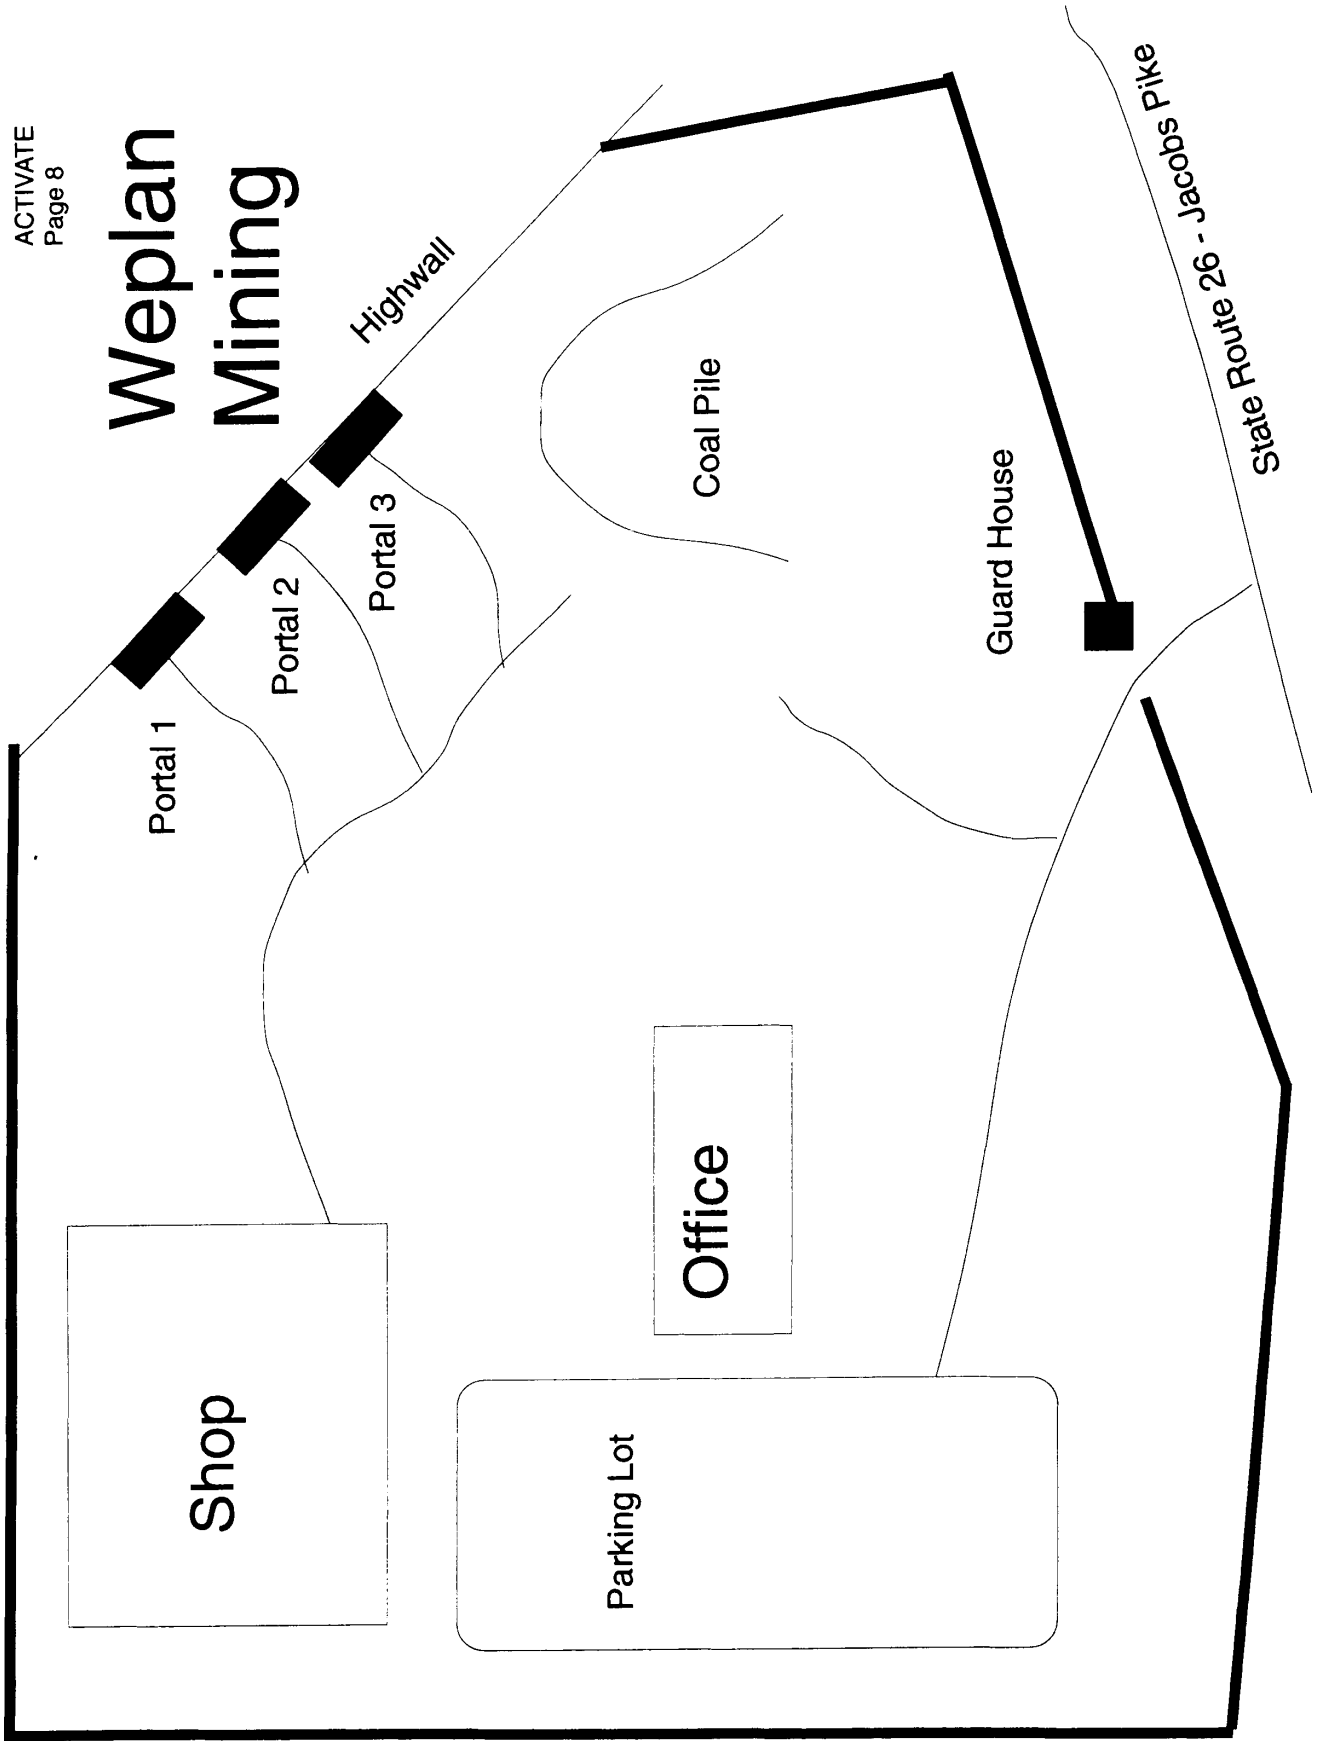 ACTIVATE
Page 8
Weplan
Mining
Highwall
Portal 1
Portal 2
Portal 3
Coal Pile
Guard House
State Route 26 - Jacobs Pike
Shop
Office
Parking Lot